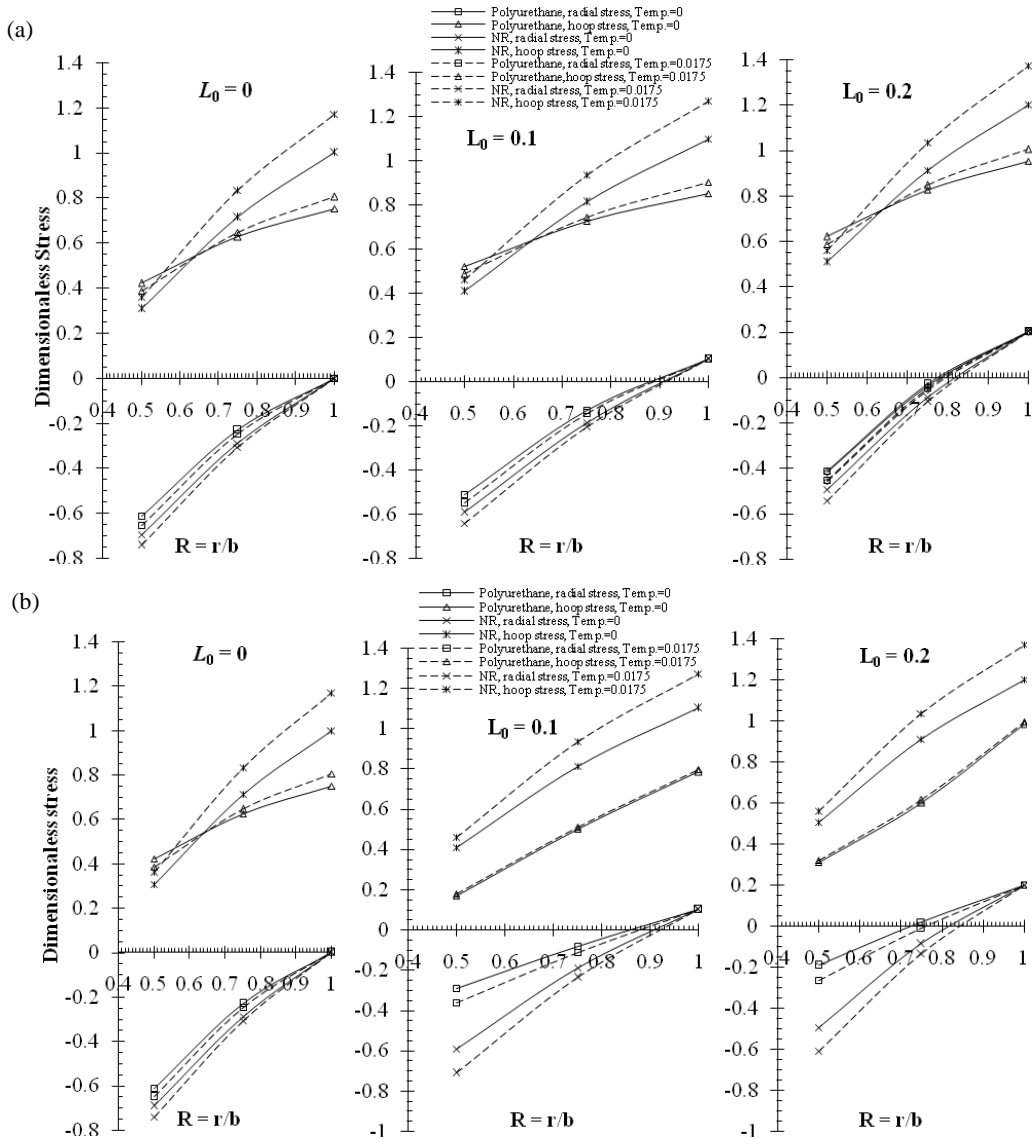 (a)
Polyurethane, radial stress, Temp.=0
Polyurethane, hoop stress, Temp.=0
NR, radial stress, Temp.=0
NR, hoop stress, Temp.=0
Polyurethane, radial stress, Temp.=0.0175
Polyurethane, hoop stress, Temp.=0.0175
NR, radial stress, Temp.=0.0175
NR, hoop stress, Temp.=0.0175
Dimensionaless Stress
L0 = 0
1.4
1.2
1
0.8
0.6
0.4
0.2
0
-0.2
-0.4
-0.6
-0.8
0.4 0.5 0.6 0.7 0.8 0.9 1
R = r/b
L0 = 0.1
1.4
1.2
1
0.8
0.6
0.4
0.2
0
-0.2
-0.4
-0.6
-0.8
0.4 0.5 0.6 0.7 0.8 0.9 1
R = r/b
L0 = 0.2
1.4
1.2
1
0.8
0.6
0.4
0.2
0
-0.2
-0.4
-0.6
-0.8
0.4 0.5 0.6 0.7 0.8 0.9 1
R = r/b
(b)
Polyurethane, radial stress, Temp.=0
Polyurethane, hoop stress, Temp.=0
NR, radial stress, Temp.=0
NR, hoop stress, Temp.=0
Polyurethane, radial stress, Temp.=0.0175
Polyurethane, hoop stress, Temp.=0.0175
NR, radial stress, Temp.=0.0175
NR, hoop stress, Temp.=0.0175
Dimensionaless stress
L0 = 0
1.4
1.2
1
0.8
0.6
0.4
0.2
0
-0.2
-0.4
-0.6
-0.8
0.4 0.5 0.6 0.7 0.8 0.9 1
R = r/b
L0 = 0.1
1.4
1.2
1
0.8
0.6
0.4
0.2
0
-0.2
-0.4
-0.6
-0.8
-1
0.4 0.5 0.6 0.7 0.8 0.9 1
R = r/b
L0 = 0.2
1.4
1.2
1
0.8
0.6
0.4
0.2
0
-0.2
-0.4
-0.6
-0.8
-1
0.4 0.5 0.6 0.7 0.8 0.9 1
R = r/b